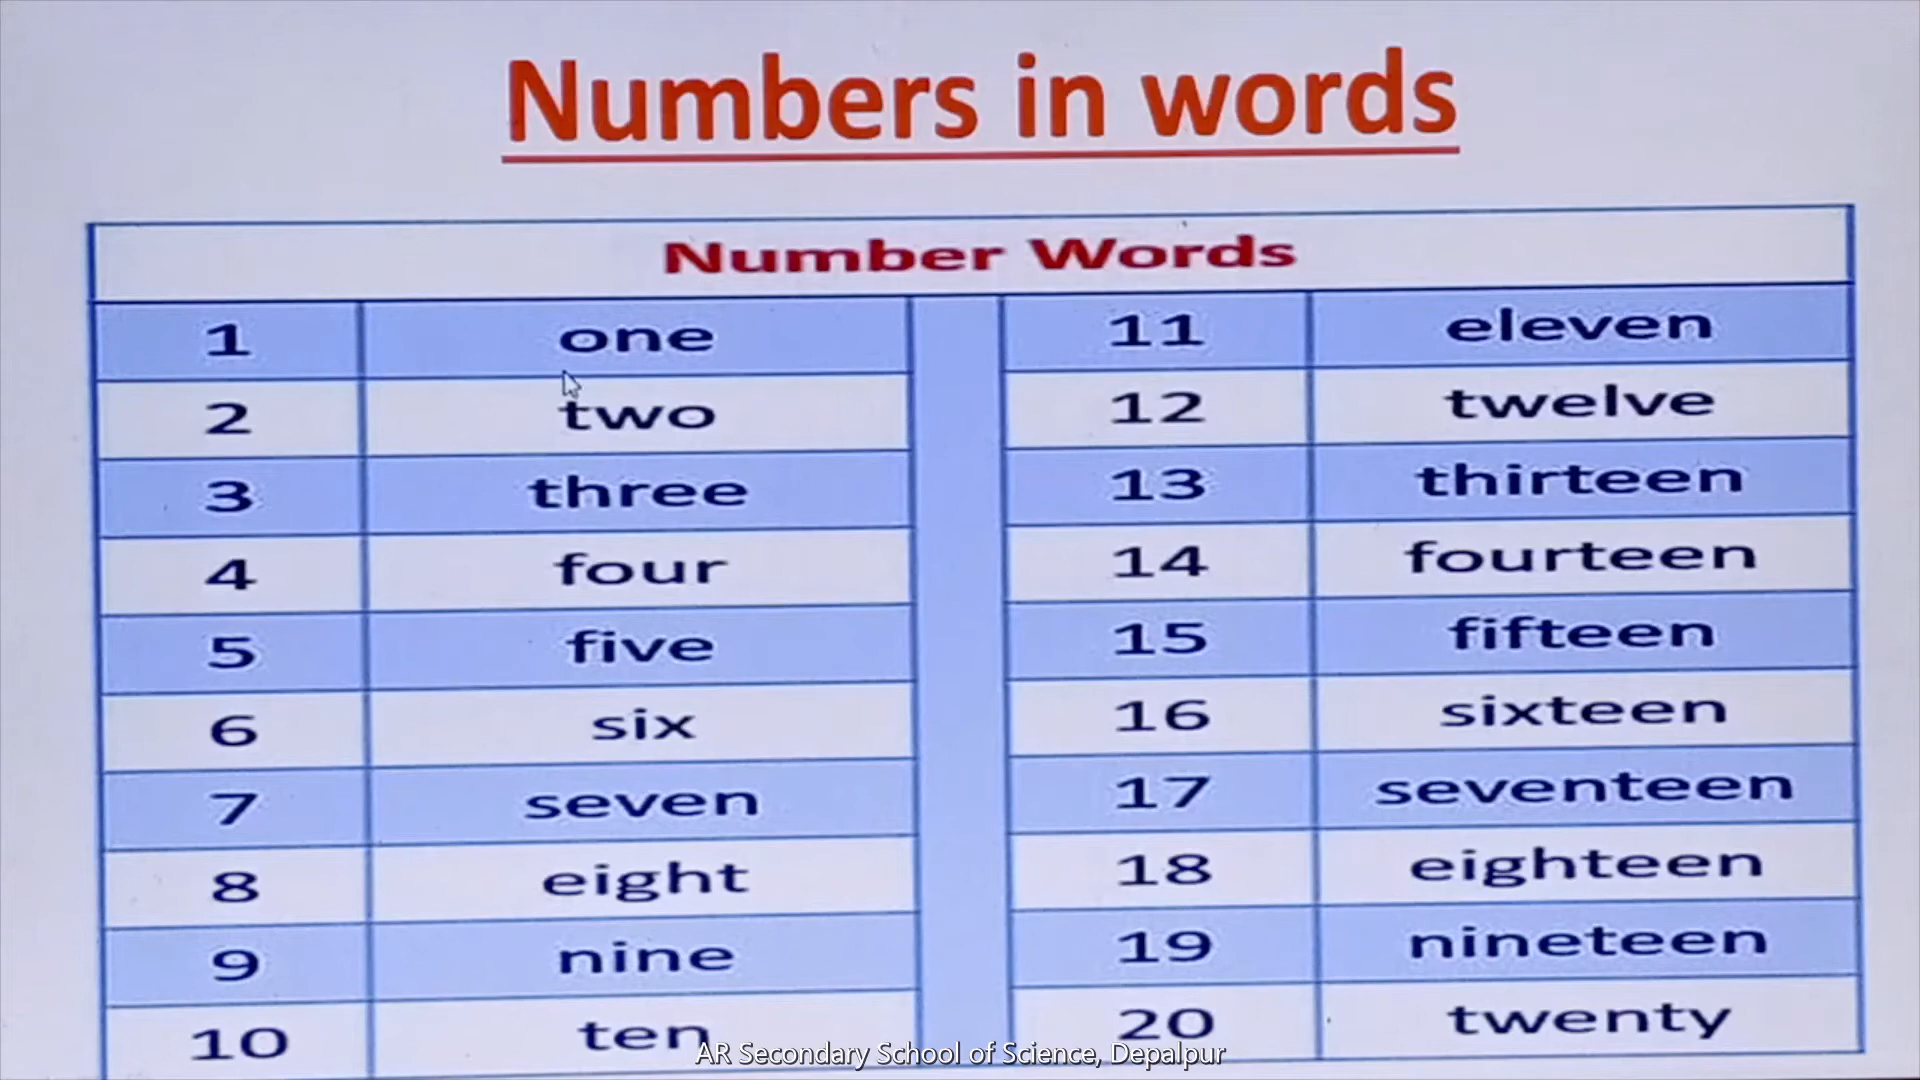 Numbers in words
Number Words
1 one 11 eleven
2 two 12 twelve
3 three 13 thirteen
4 four 14 fourteen
5 five 15 fifteen
6 six 16 sixteen
7 seven 17 seventeen
8 eight 18 eighteen
9 nine 19 nineteen
10 ten 20 twenty
AR Secondary School of Science, Depalpur